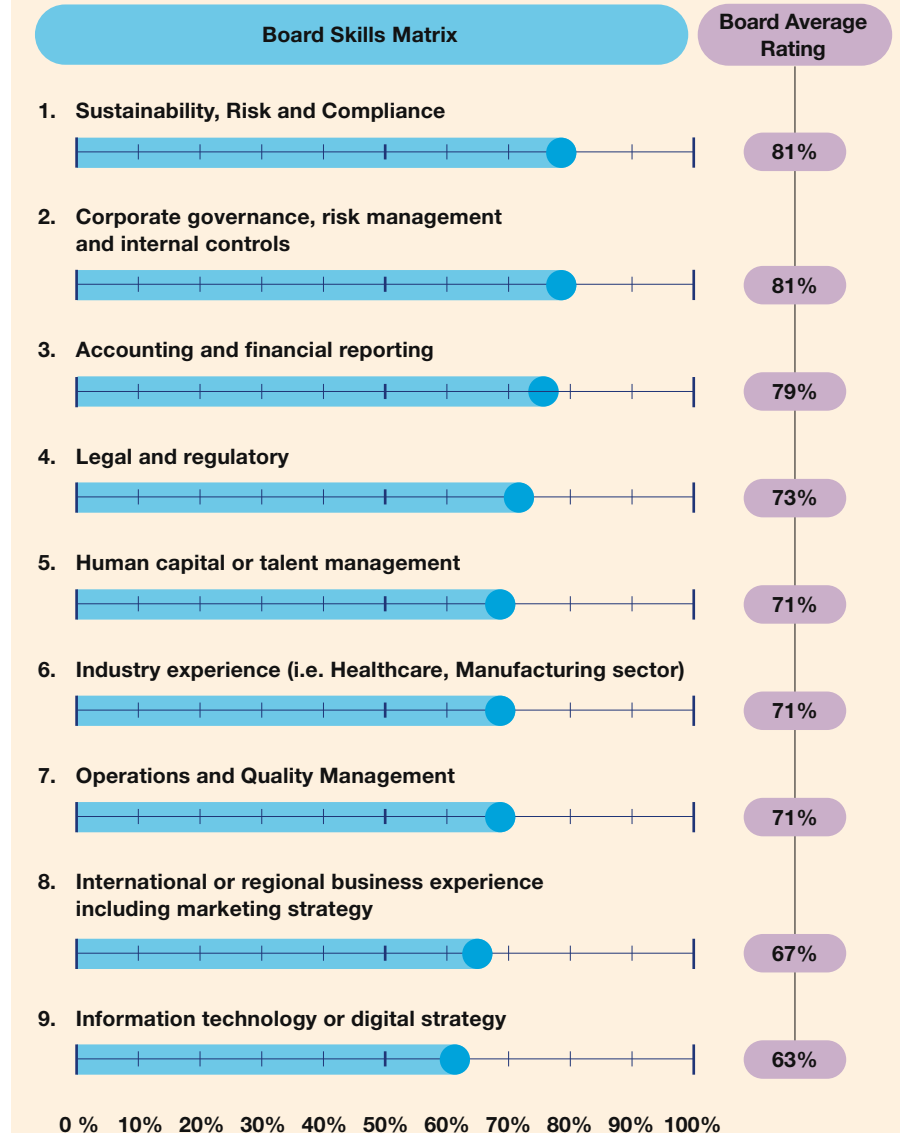 Board Skills Matrix
Board Average
Rating
1. Sustainability, Risk and Compliance
81%
2. Corporate governance, risk management
and internal controls
81%
3. Accounting and financial reporting
79%
4. Legal and regulatory
73%
5. Human capital or talent management
71%
6. Industry experience (i.e. Healthcare, Manufacturing sector)
71%
7. Operations and Quality Management
71%
8. International or regional business experience
including marketing strategy
67%
9. Information technology or digital strategy
63%
0 % 10% 20% 30% 40% 50% 60% 70% 80% 90% 100%